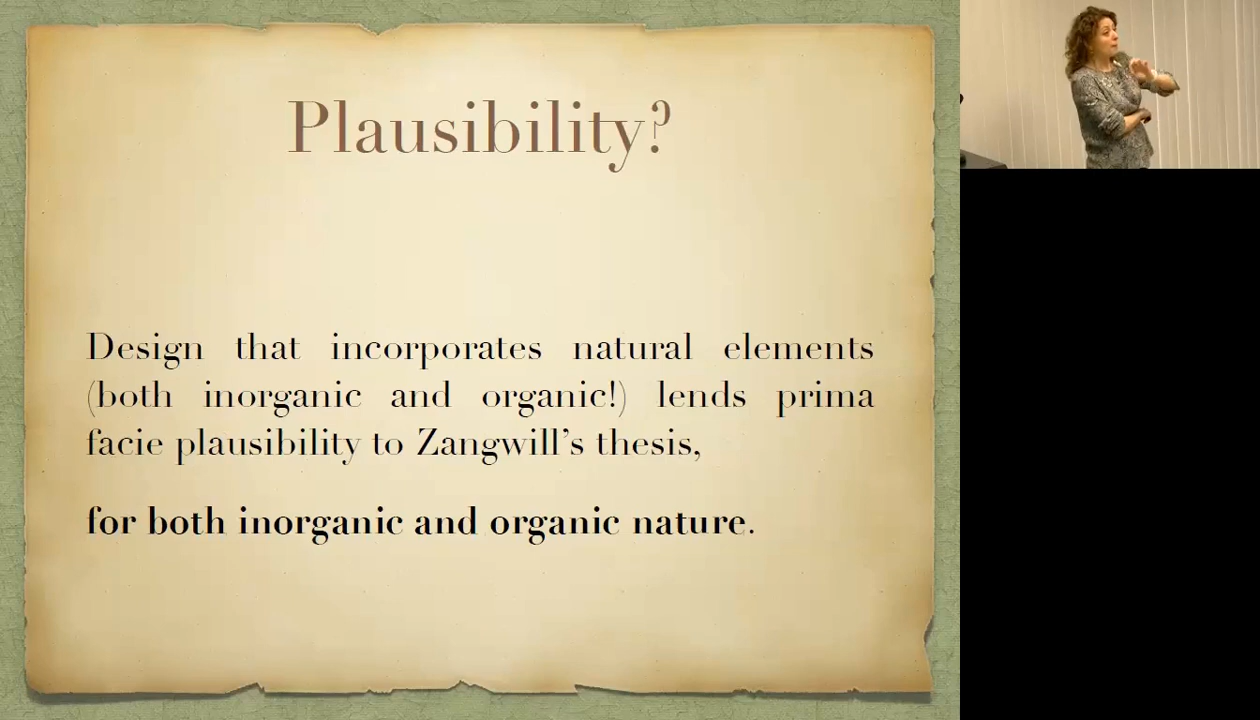 Plausibility?
Design that incorporates natural elements
(both inorganic and organic!) lends prima
facie plausibility to Zangwill’s thesis,
for both inorganic and organic nature.